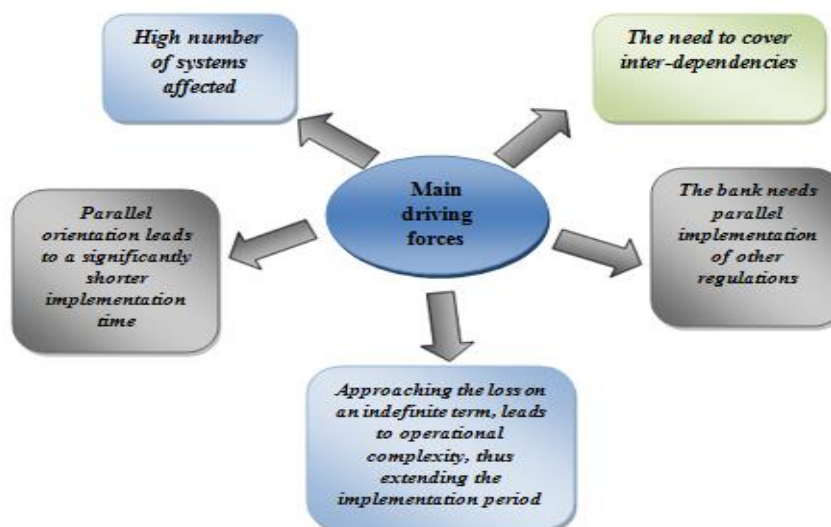 High number
of systems
affected
The need to cover
inter-dependencies
Main
driving
forces
Parallel
orientation leads
to a significantly
shorter
implementation
time
The bank needs
parallel
implementation
of other
regulations
Approaching the loss on
an indefinite term, leads
to operational
complexity, thus
extending the
implementation period